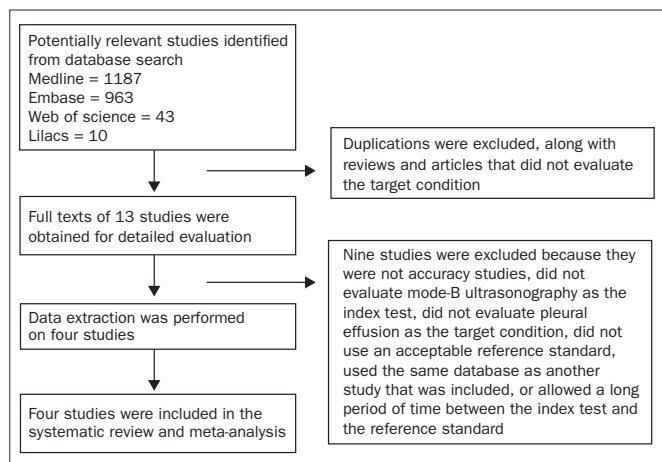 Potentially relevant studies identified
from database search
Medline = 1187
Embase = 963
Web of science = 43
Lilacs = 10
Duplications were excluded, along with
reviews and articles that did not evaluate
the target condition
Full texts of 13 studies were
obtained for detailed evaluation
Nine studies were excluded because they
were not accuracy studies, did not
evaluate mode-B ultrasonography as the
index test, did not evaluate pleural
effusion as the target condition, did not
use an acceptable reference standard,
used the same database as another
study that was included, or allowed a long
period of time between the index test and
the reference standard
Data extraction was performed
on four studies
Four studies were included in the
systematic review and meta-analysis